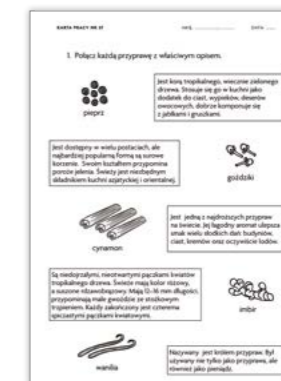 KARTA PRACY NR 27
IMIĘ
DATA
1. Połącz każdą przyprawę z właściwym opisem.
pieprz
Jest korą tropikalnego, wiecznie zielonego
drzewa. Stosuje się go w kuchni jako
dodatek do ciast, wypieków, deserów
owocowych, dobrze komponuje się
z jabłkami i gruszkami.
Jest dostępny w wielu postaciach, ale
najbardziej popularną formą są surowe
korzenie. Swoim kształtem przypomina
porcję jelenia. Świeży jest niezbędnym
składnikiem kuchni azjatyckiej i orientalnej.
goździki
cynamon
Jest jedną z najdroższych przypraw
na świecie. Jej łagodny aromat ulepsza
smak wielu słodkich dań: budyniów,
ciast, kremów oraz oczywiście lodów.
Są niedojrzałymi, nieotwartymi pączkami kwiatów
tropikalnego drzewa. Świeże mają kolor różowy,
a suszone rdzawobrązowy. Mają 12-16 mm długości,
przypominają małe gwoździe ze stożkowym
trzpieniem. Każdy zakończony jest czterema
spiczastymi pączkami kwiatowymi.
imbir
wanilia
Nazywany jest królem przypraw. Był
używany nie tylko jako przyprawa, ale
również jako pieniądz.